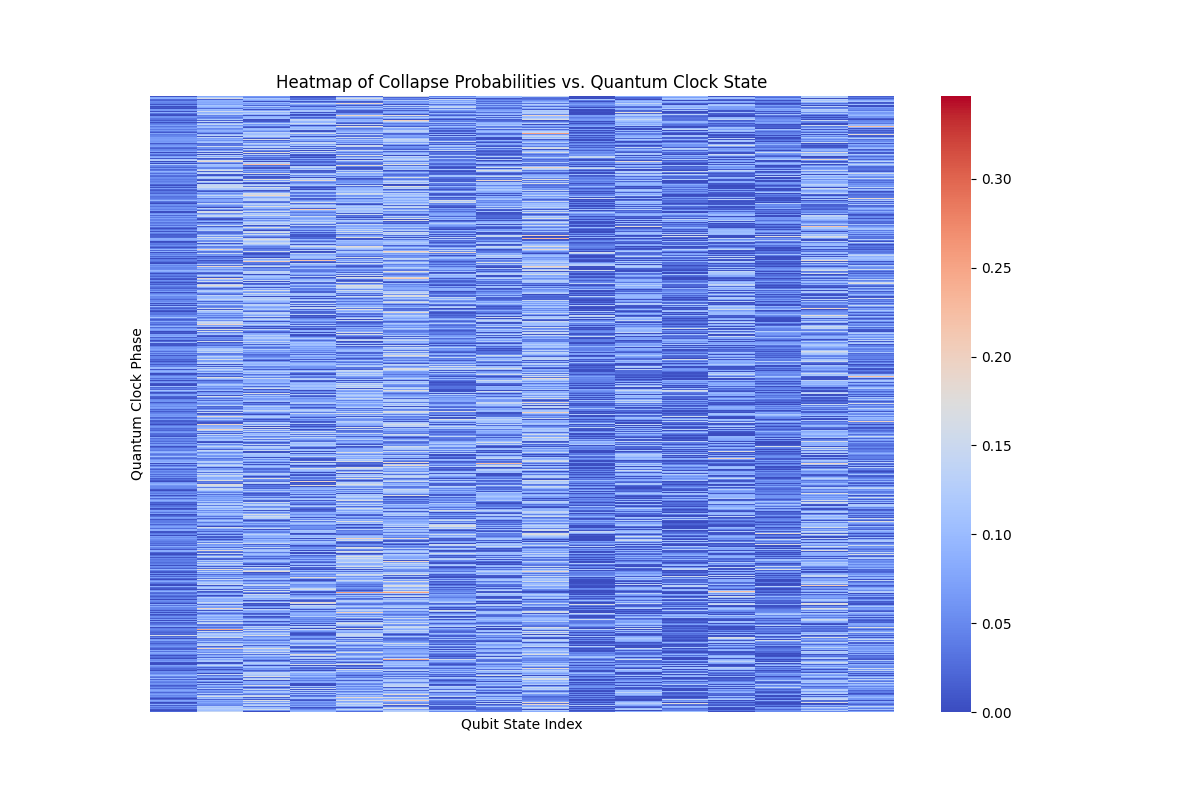 Heatmap of Collapse Probabilities vs. Quantum Clock State
Quantum Clock Phase
Qubit State Index
0.30
0.25
0.20
0.15
0.10
0.05
0.00